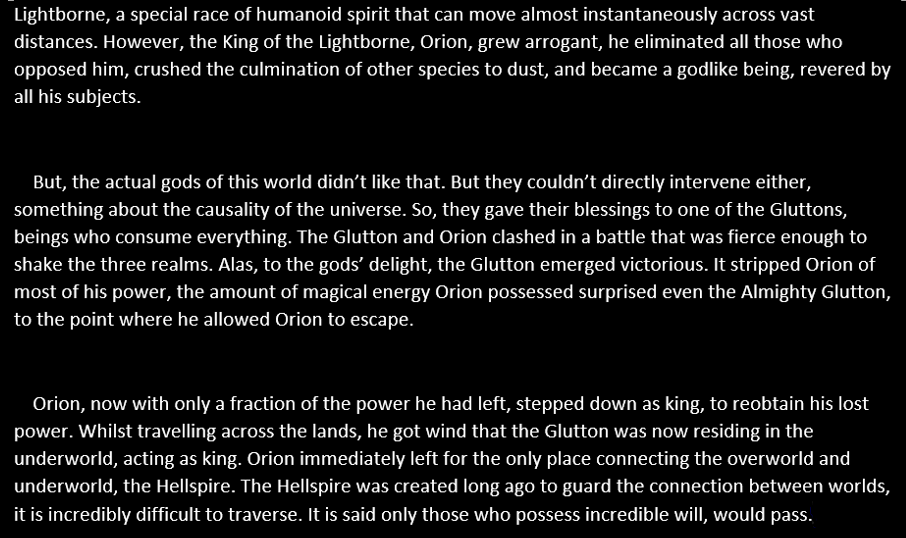 Lightborne, a special race of humanoid spirit that can move almost instantaneously across vast
distances. However, the King of the Lightborne, Orion, grew arrogant, he eliminated all those who
opposed him, crushed the culmination of other species to dust, and became a godlike being, revered by
all his subjects.
But, the actual gods of this world didn’t like that. But they couldn’t directly intervene either,
something about the causality of the universe. So, they gave their blessings to one of the Gluttons,
beings who consume everything. The Glutton and Orion clashed in a battle that was fierce enough to
shake the three realms. Alas, to the gods’ delight, the Glutton emerged victorious. It stripped Orion of
most of his power, the amount of magical energy Orion possessed surprised even the Almighty Glutton,
to the point where he allowed Orion to escape.
Orion, now with only a fraction of the power he had left, stepped down as king, to reobtain his lost
power. Whilst travelling across the lands, he got wind that the Glutton was now residing in the
underworld, acting as king. Orion immediately left for the only place connecting the overworld and
underworld, the Hellspire. The Hellspire was created long ago to guard the connection between worlds,
it is incredibly difficult to traverse. It is said only those who possess incredible will, would pass.